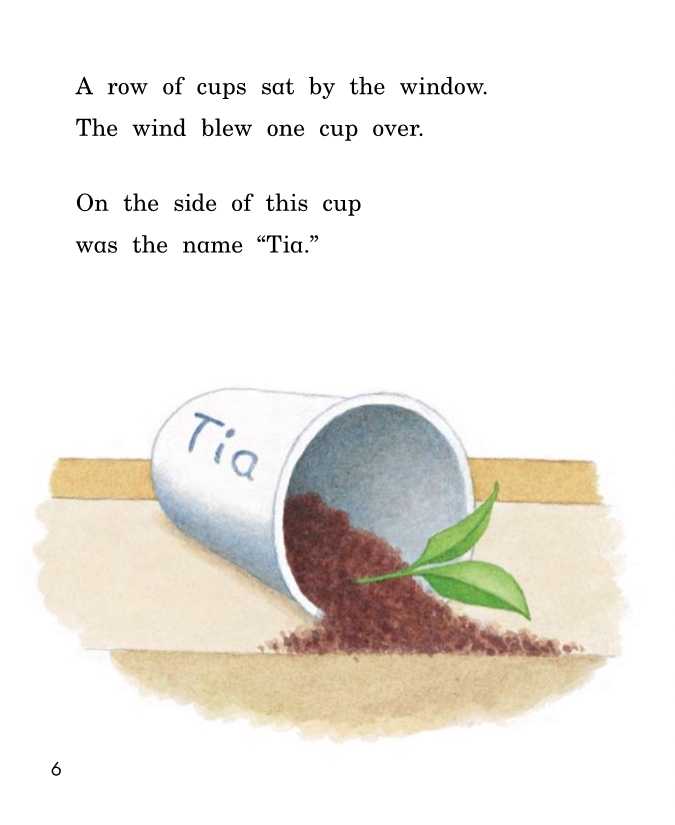 A row of cups sat by the window.
The wind blew one cup over.
On the side of this cup
was the name “Tia.”
Tia
6